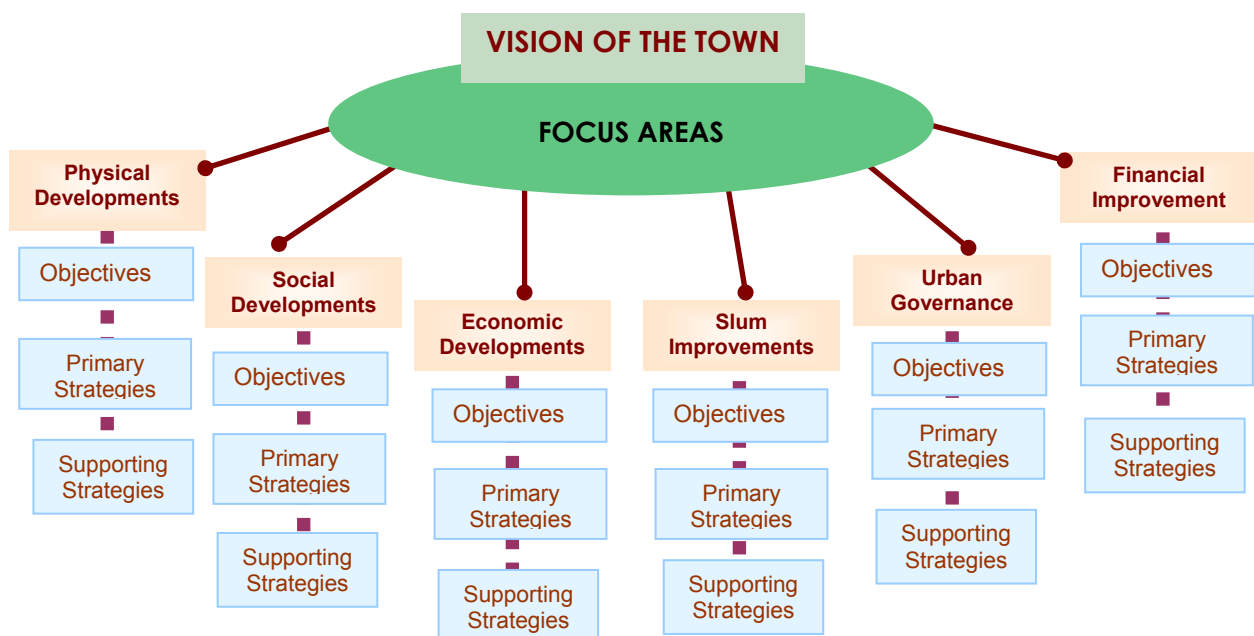 VISION OF THE TOWN
FOCUS AREAS
Physical
Developments
Objectives
Primary
Strategies
Supporting
Strategies
Social
Developments
Objectives
Primary
Strategies
Supporting
Strategies
Economic
Developments
Objectives
Primary
Strategies
Supporting
Strategies
Slum
Improvements
Objectives
Primary
Strategies
Supporting
Strategies
Urban
Governance
Objectives
Primary
Strategies
Supporting
Strategies
Financial
Improvement
Objectives
Primary
Strategies
Supporting
Strategies